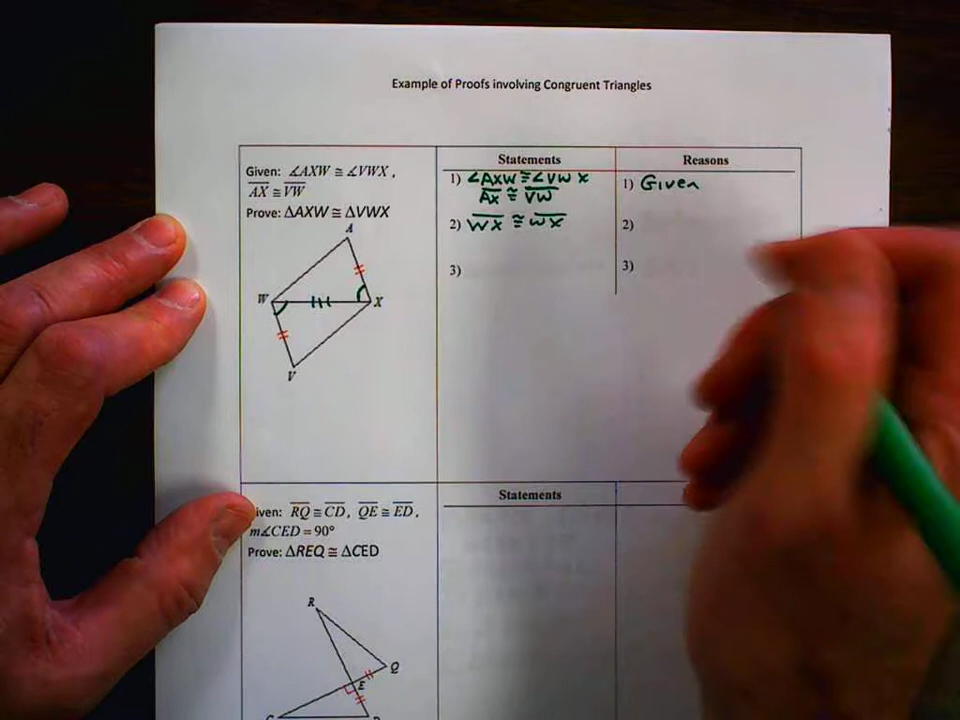 Example of Proofs involving Congruent Triangles
Given: ∠AXW ≅ ∠VWX ,
AX ≅ VW
Prove: ΔAXW ≅ ΔVWX
A
W
X
V
Statements
Reasons
1) ∠AXW ≅ ∠VWX
AX ≅ VW
1) Given
2) WX ≅ WX
2)
3)
3)
iven: RQ ≅ CD, QE ≅ ED,
m∠CED = 90°
Prove: ΔREQ ≅ ΔCED
R
Q
E
Statements